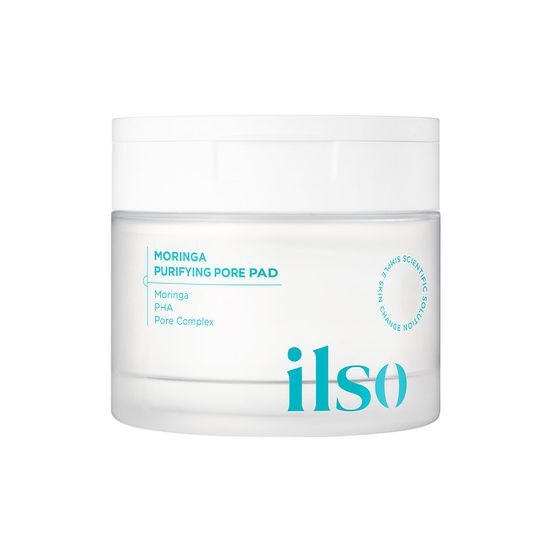 MORINGA
PURIFYING PORE PAD
Moringa
PHA
Pore Complex
SIMPLE SCIENTIFIC SOLUTION
SKIN CHANGE
ilso